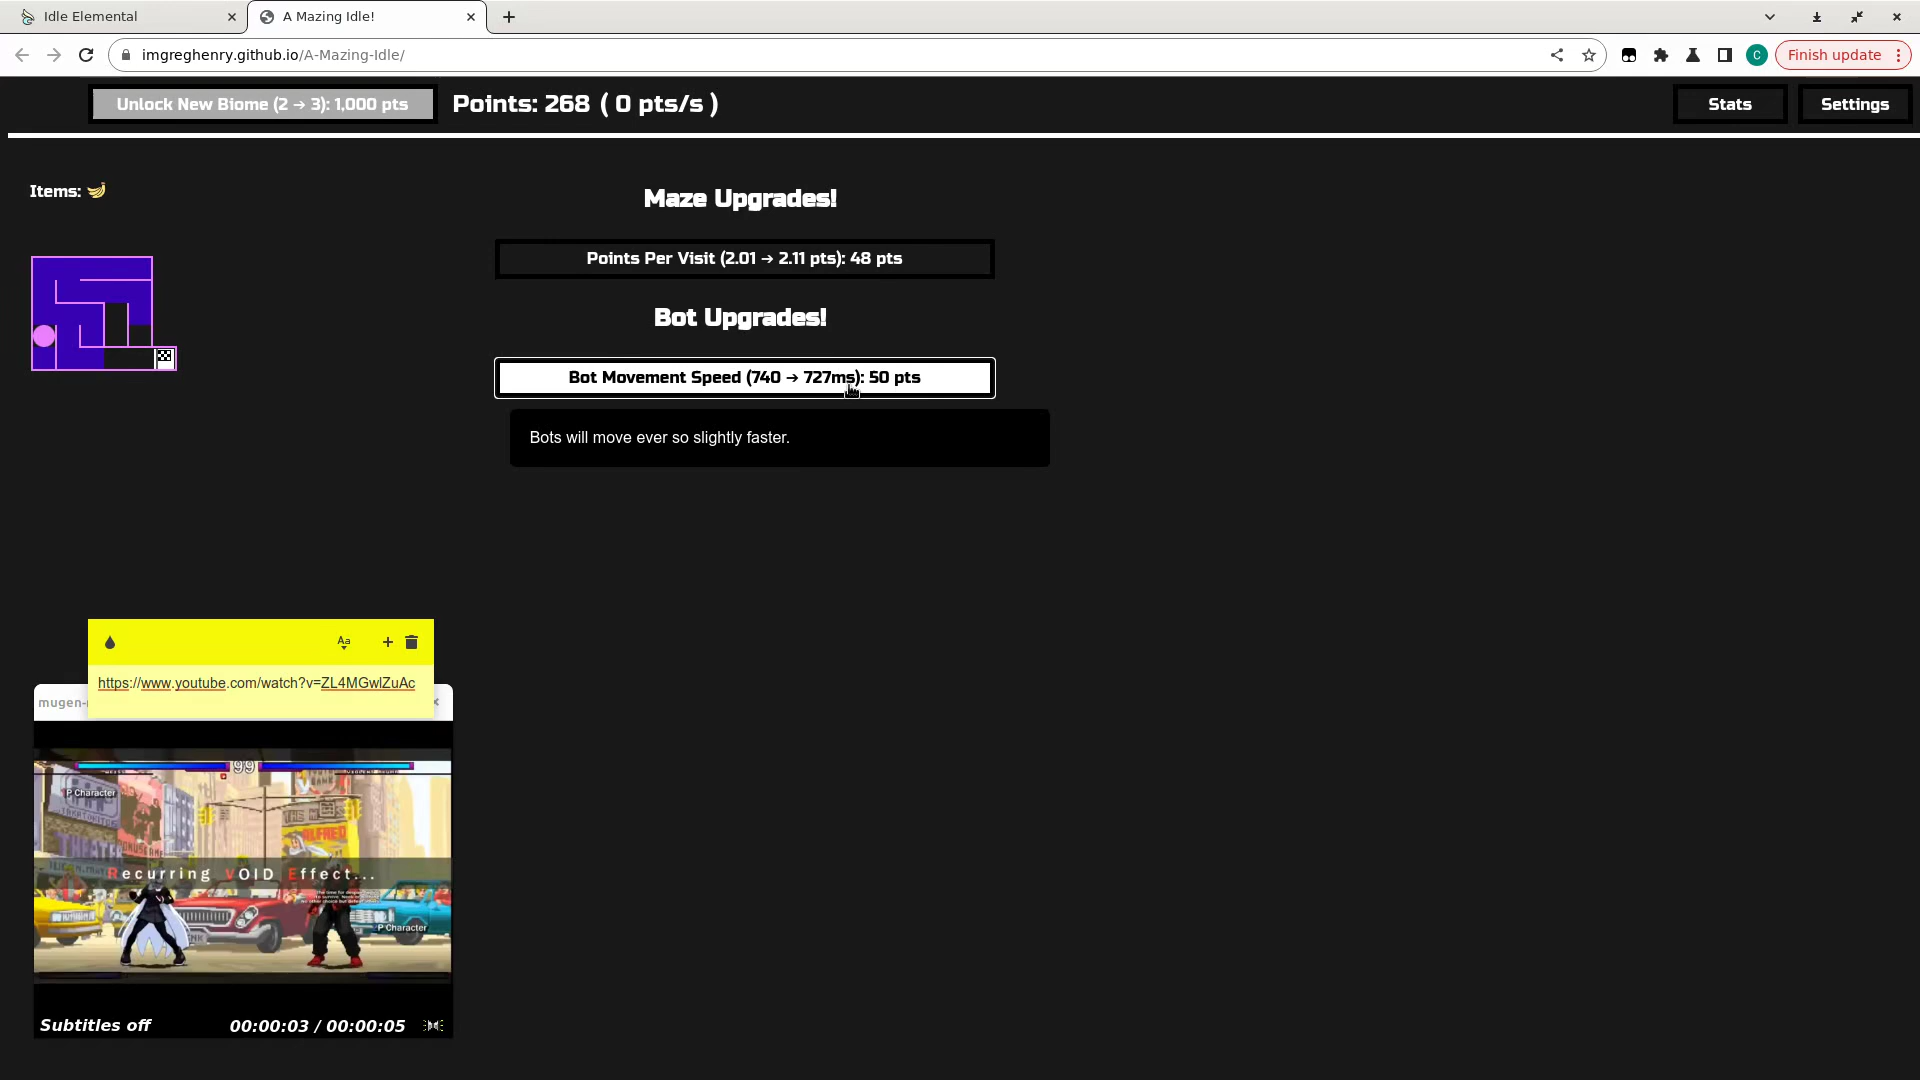 Idle Elemental
A Mazing Idle!
imgreghenry.github.io/A-Mazing-Idle/
C
Finish update
Unlock New Biome (2 → 3): 1,000 pts
Points: 268 ( 0 pts/s )
Stats
Settings
Items:
Maze Upgrades!
Points Per Visit (2.01 → 2.11 pts): 48 pts
Bot Upgrades!
Bot Movement Speed (740 → 727ms): 50 pts
Bots will move ever so slightly faster.
Aa
https://www.youtube.com/watch?v=ZL4MGwlZuAc
99
P Character
THEATER
ALFRED
Recurring VOID Effect...
P Character
Subtitles off
00:00:03 / 00:00:05